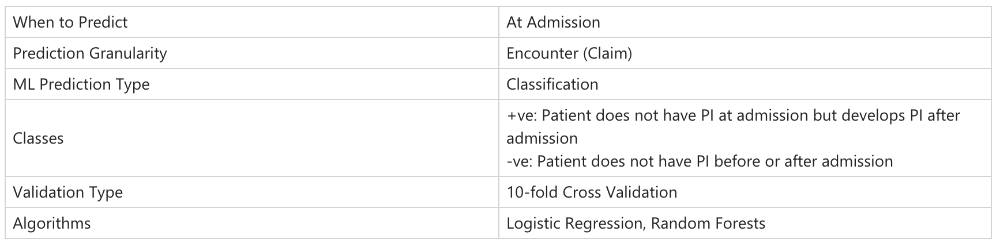 When to Predict
At Admission
Prediction Granularity
Encounter (Claim)
ML Prediction Type
Classification
Classes
+ve: Patient does not have PI at admission but develops PI after
admission
-ve: Patient does not have PI before or after admission
Validation Type
10-fold Cross Validation
Algorithms
Logistic Regression, Random Forests